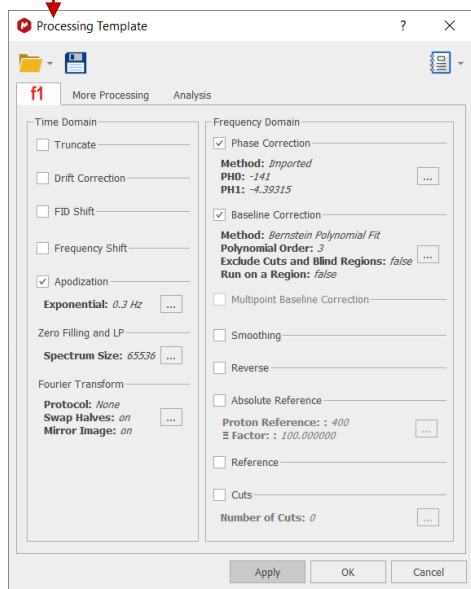 Processing Template
?
f1
More Processing
Analysis
Time Domain
Truncate
Drift Correction
FID Shift
Frequency Shift
Apodization
Exponential: 0.3 Hz
...
Zero Filling and LP
Spectrum Size: 65536
...
Fourier Transform
Protocol: None
Swap Halves: on
Mirror Image: on
...
Frequency Domain
Phase Correction
Method: Imported
PH0: -141
PH1: -4.39315
...
Baseline Correction
Method: Bernstein Polynomial Fit
Polynomial Order: 3
Exclude Cuts and Blind Regions: false
Run on a Region: false
...
Multipoint Baseline Correction
Smoothing
Reverse
Absolute Reference
Proton Reference: : 400
Ξ Factor: : 100.000000
...
Reference
Cuts
Number of Cuts: 0
...
Apply
OK
Cancel